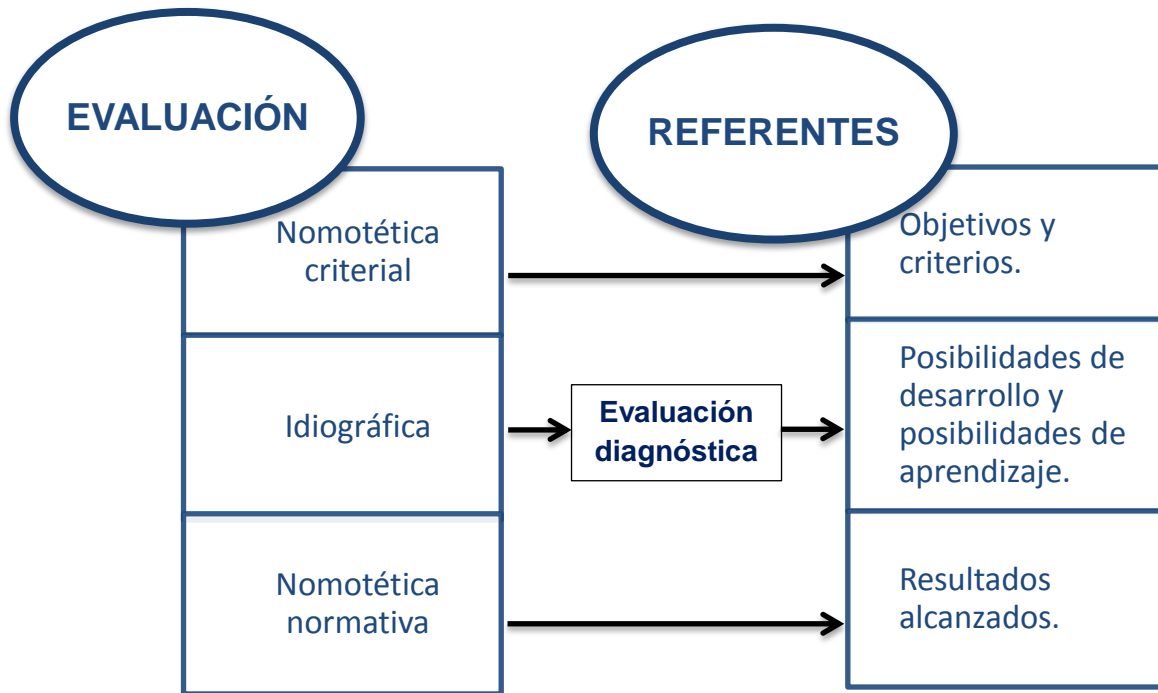 EVALUACIÓN
REFERENTES
Nomotética
criterial
Objetivos y
criterios.
Idiográfica
Evaluación
diagnóstica
Posibilidades de
desarrollo y
posibilidades de
aprendizaje.
Nomotética
normativa
Resultados
alcanzados.